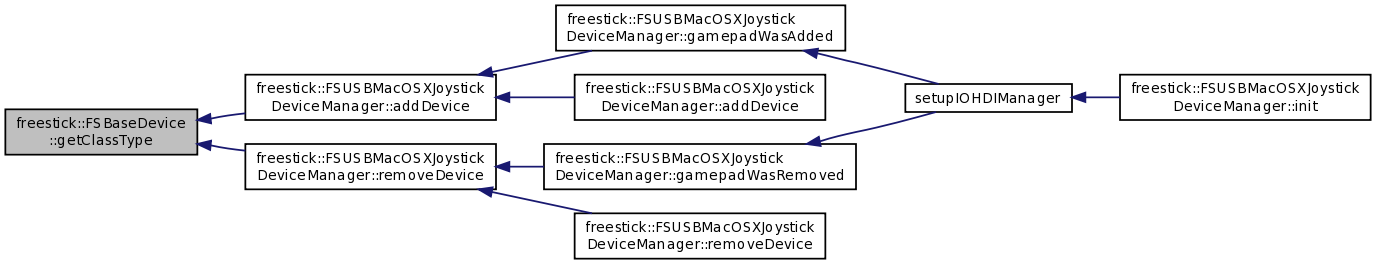 freestick::FSBaseDevice
::getClassType
freestick::FSUSBMacOSXJoystick
DeviceManager::addDevice
freestick::FSUSBMacOSXJoystick
DeviceManager::removeDevice
freestick::FSUSBMacOSXJoystick
DeviceManager::gamepadWasAdded
freestick::FSUSBMacOSXJoystick
DeviceManager::addDevice
freestick::FSUSBMacOSXJoystick
DeviceManager::gamepadWasRemoved
freestick::FSUSBMacOSXJoystick
DeviceManager::removeDevice
setupIOHDIManager
freestick::FSUSBMacOSXJoystick
DeviceManager::init